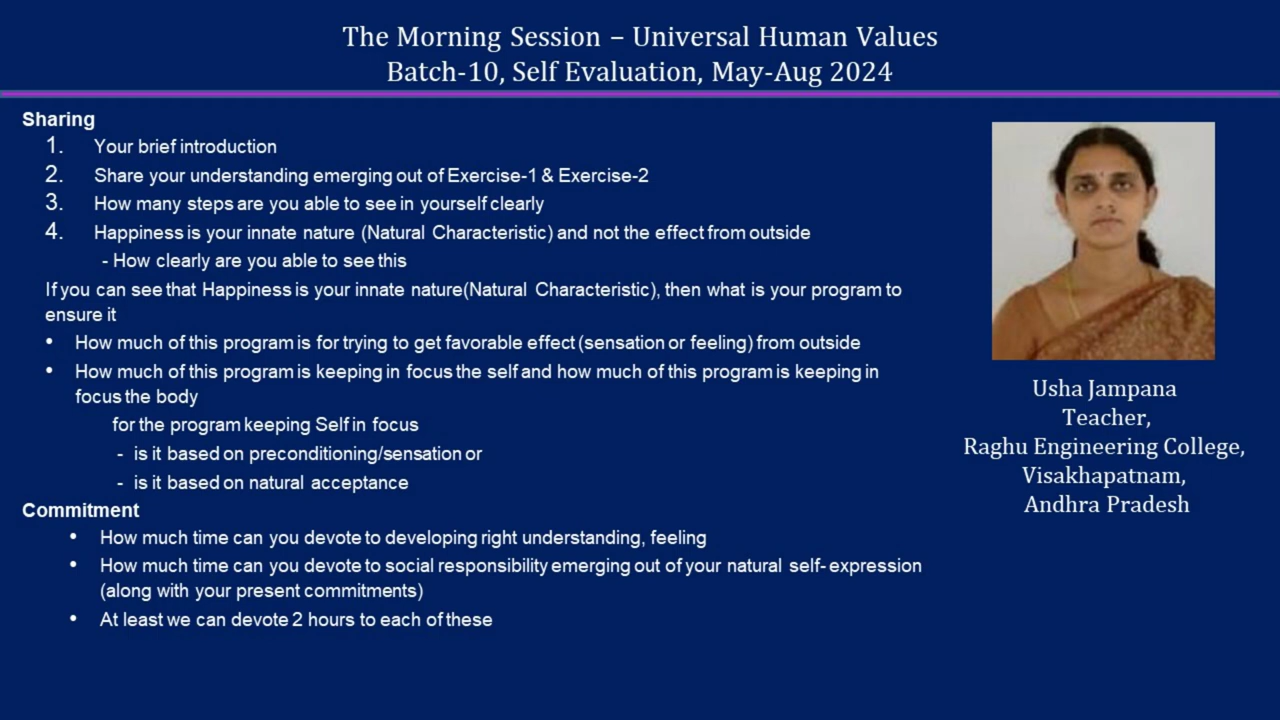 The Morning Session – Universal Human Values
Batch-10, Self Evaluation, May-Aug 2024
Sharing
1. Your brief introduction
2. Share your understanding emerging out of Exercise-1 & Exercise-2
3. How many steps are you able to see in yourself clearly
4. Happiness is your innate nature (Natural Characteristic) and not the effect from outside
- How clearly are you able to see this
If you can see that Happiness is your innate nature(Natural Characteristic), then what is your program to
ensure it
• How much of this program is for trying to get favorable effect (sensation or feeling) from outside
• How much of this program is keeping in focus the self and how much of this program is keeping in
focus the body
for the program keeping Self in focus
- is it based on preconditioning/sensation or
- is it based on natural acceptance
Commitment
• How much time can you devote to developing right understanding, feeling
• How much time can you devote to social responsibility emerging out of your natural self-expression
(along with your present commitments)
• At least we can devote 2 hours to each of these
Usha Jampana
Teacher,
Raghu Engineering College,
Visakhapatnam,
Andhra Pradesh